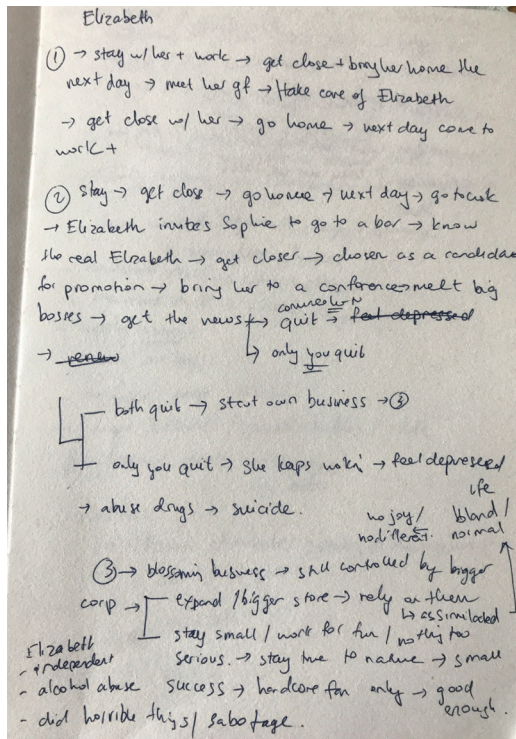 Elizabeth
① → stay w/ her + work → get close + bring her home the
next day → meet her gf → take care of Elizabeth
→ get close w/ her → go home → next day come to
work +
② Stay → get close → go home → next day → go to work
→ Elizabeth invites Sophie to go to a bar → know
the real Elizabeth → get closer → chosen as a candidate
for promotion → bring her to a conference meet big
bosses → get the news → quit → feel depressed
→ renew
↳ only you quit
both quit → start own business → ③
only you quit → she keeps workin' → feel depressed
→ abuse drugs → suicide.
life
no joy / bland /
no different. ← normal
③ → blossoming business → still controlled by bigger
corp → expand / bigger store → rely on them
↳ assimilated
stay small / work for fun / nothing too
serious. → stay true to nature → small
success → hardcore fan only → good
enough.
Elizabeth
- independent
- alcohol abuse
- did horrible things / sabotage.